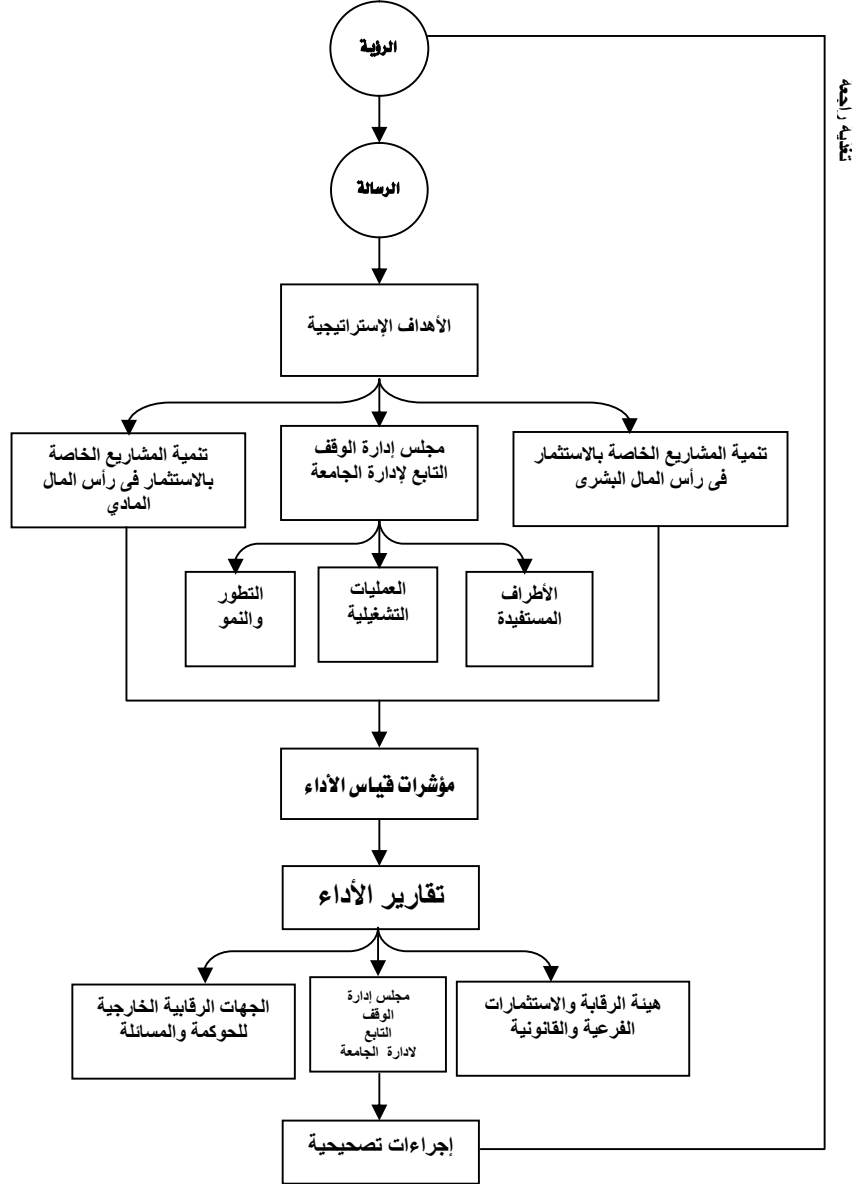 الرؤية
تغذيه راجعه
الرسالة
الأهداف الإستراتيجية
تنمية المشاريع الخاصة بالاستثمار
فى رأس المال البشرى
مجلس إدارة الوقف
التابع لإدارة الجامعة
تنمية المشاريع الخاصة
بالاستثمار فى رأس المال
المادي
الأطراف
المستفيدة
العمليات
التشغيلية
التطور
والنمو
مؤشرات قياس الأداء
تقارير الأداء
هيئة الرقابة والاستثمارات
الفرعية والقانونية
مجلس إدارة
الوقف
التابع
لادارة الجامعة
الجهات الرقابية الخارجية
للحوكمة والمسائلة
إجراءات تصحيحية